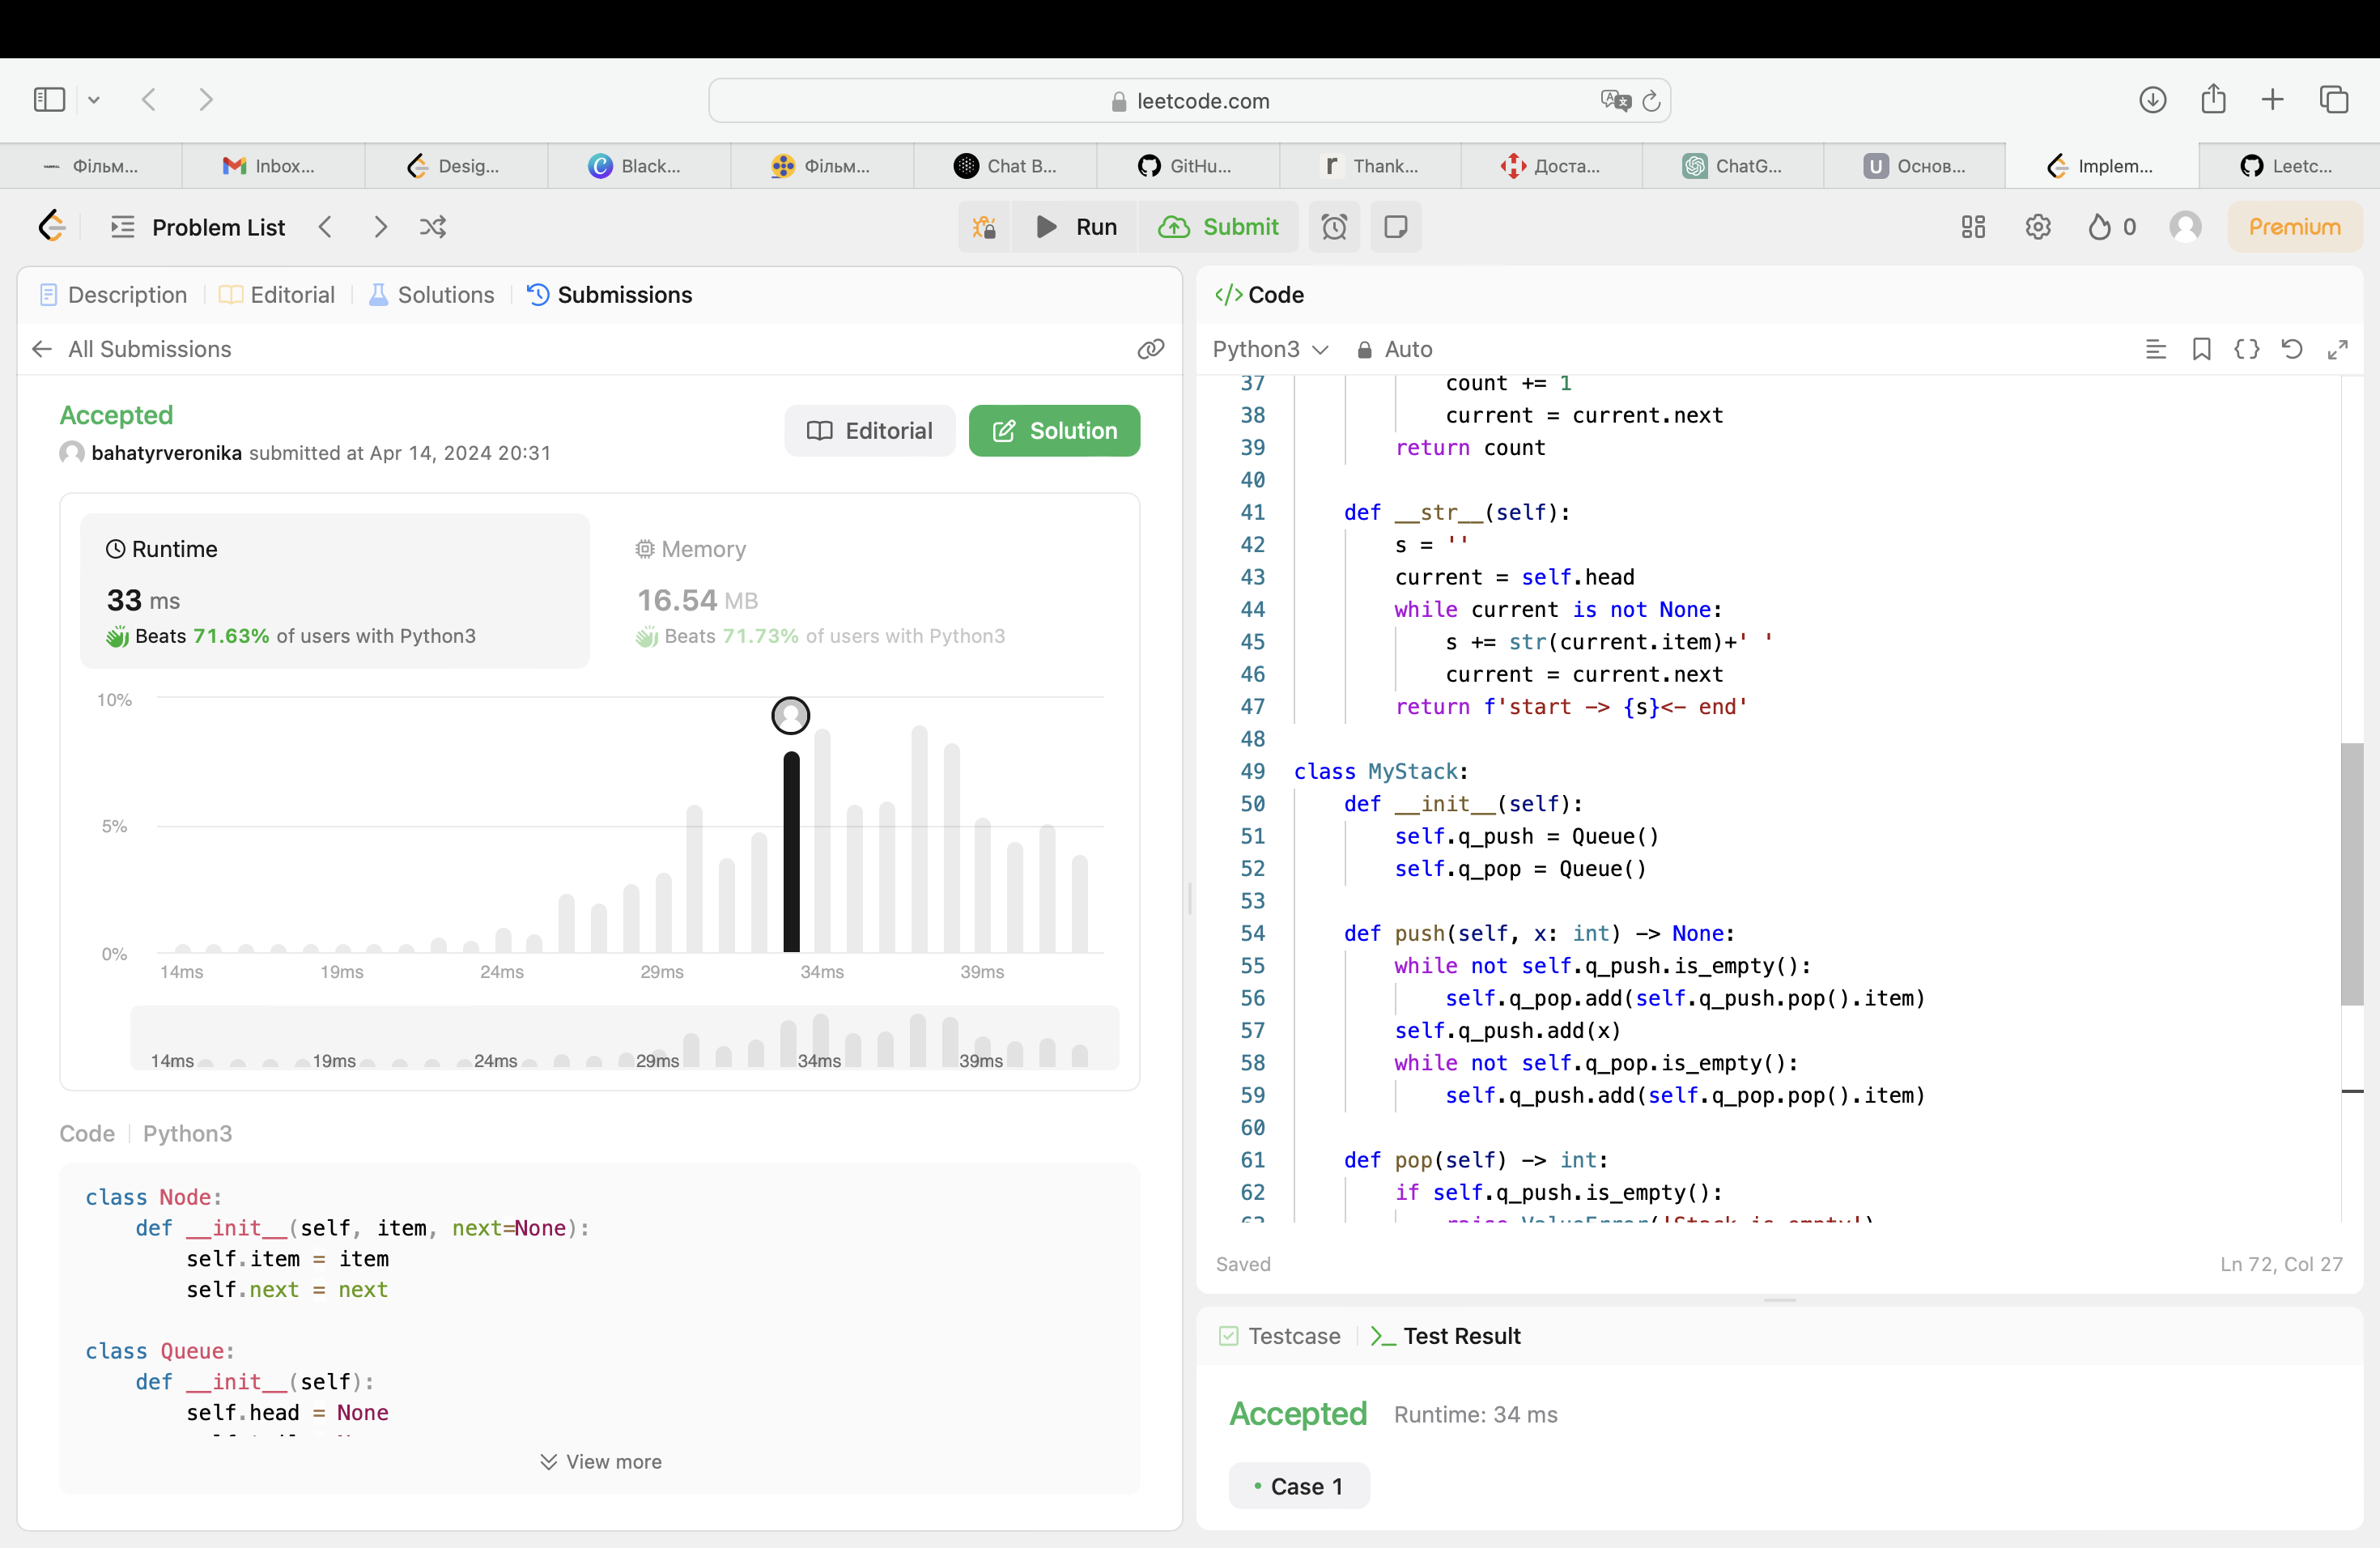 leetcode.com
Фільм...
Inbox...
Desig...
Black...
Фільм...
Chat B...
GitHu...
Thank...
Доста...
ChatG...
Основ...
Implem...
Leetc...
Problem List
Run
Submit
0
Premium
Description
Editorial
Solutions
Submissions
All Submissions
Accepted
bahatyrveronika submitted at Apr 14, 2024 20:31
Editorial
Solution
Runtime
33 ms
Beats 71.63% of users with Python3
Memory
16.54 MB
Beats 71.73% of users with Python3
10%
5%
0%
14ms 19ms 24ms 29ms 34ms 39ms
14ms 19ms 24ms 29ms 34ms 39ms
Code Python3
class Node:
    def __init__(self, item, next=None):
        self.item = item
        self.next = next

class Queue:
    def __init__(self):
        self.head = None
View more
</> Code
Python3 Auto
37             count += 1
38             current = current.next
39         return count
40
41     def __str__(self):
42         s = ''
43         current = self.head
44         while current is not None:
45             s += str(current.item)+' '
46             current = current.next
47         return f'start -> {s}<- end'
48
49 class MyStack:
50     def __init__(self):
51         self.q_push = Queue()
52         self.q_pop = Queue()
53
54     def push(self, x: int) -> None:
55         while not self.q_push.is_empty():
56             self.q_pop.add(self.q_push.pop().item)
57         self.q_push.add(x)
58         while not self.q_pop.is_empty():
59             self.q_push.add(self.q_pop.pop().item)
60
61     def pop(self) -> int:
62         if self.q_push.is_empty():
63             raise ValueError('Stack is empty')
Saved
Ln 72, Col 27
Testcase
Test Result
Accepted
Runtime: 34 ms
Case 1